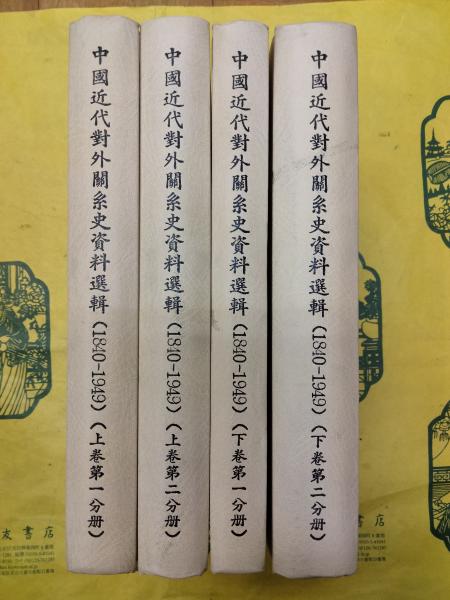 中國近代對外關系史資料選輯(1840-1949)(上卷第一分册)
中國近代對外關系史資料選輯(1840-1949)(上卷第二分册)
中國近代對外關系史資料選輯(1840-1949)(下卷第一分册)
中國近代對外關系史資料選輯(1840-1949)(下卷第二分册)
友書店
書店